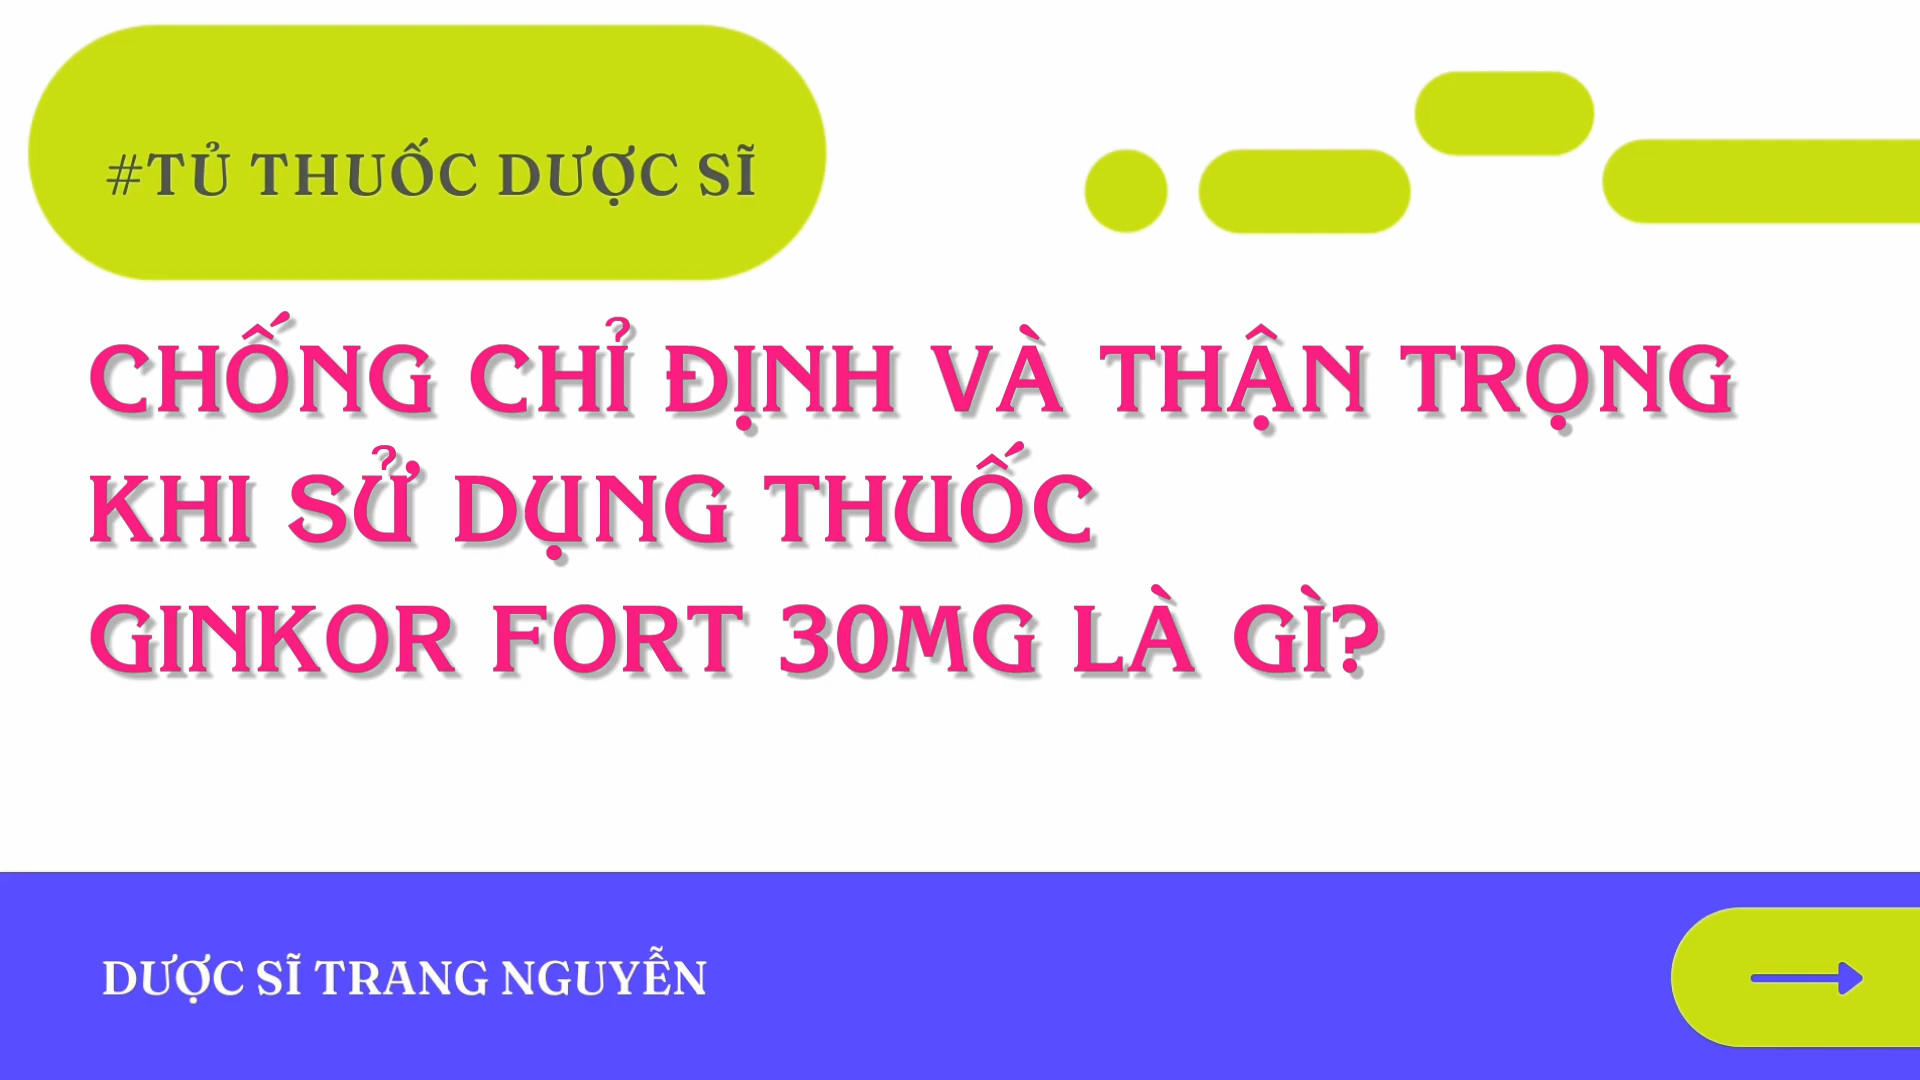 #TỦ THUỐC DƯỢC SĨ
CHỐNG CHỈ ĐỊNH VÀ THẬN TRỌNG
KHI SỬ DỤNG THUỐC
GINKOR FORT 30MG LÀ GÌ?
DƯỢC SĨ TRANG NGUYỄN